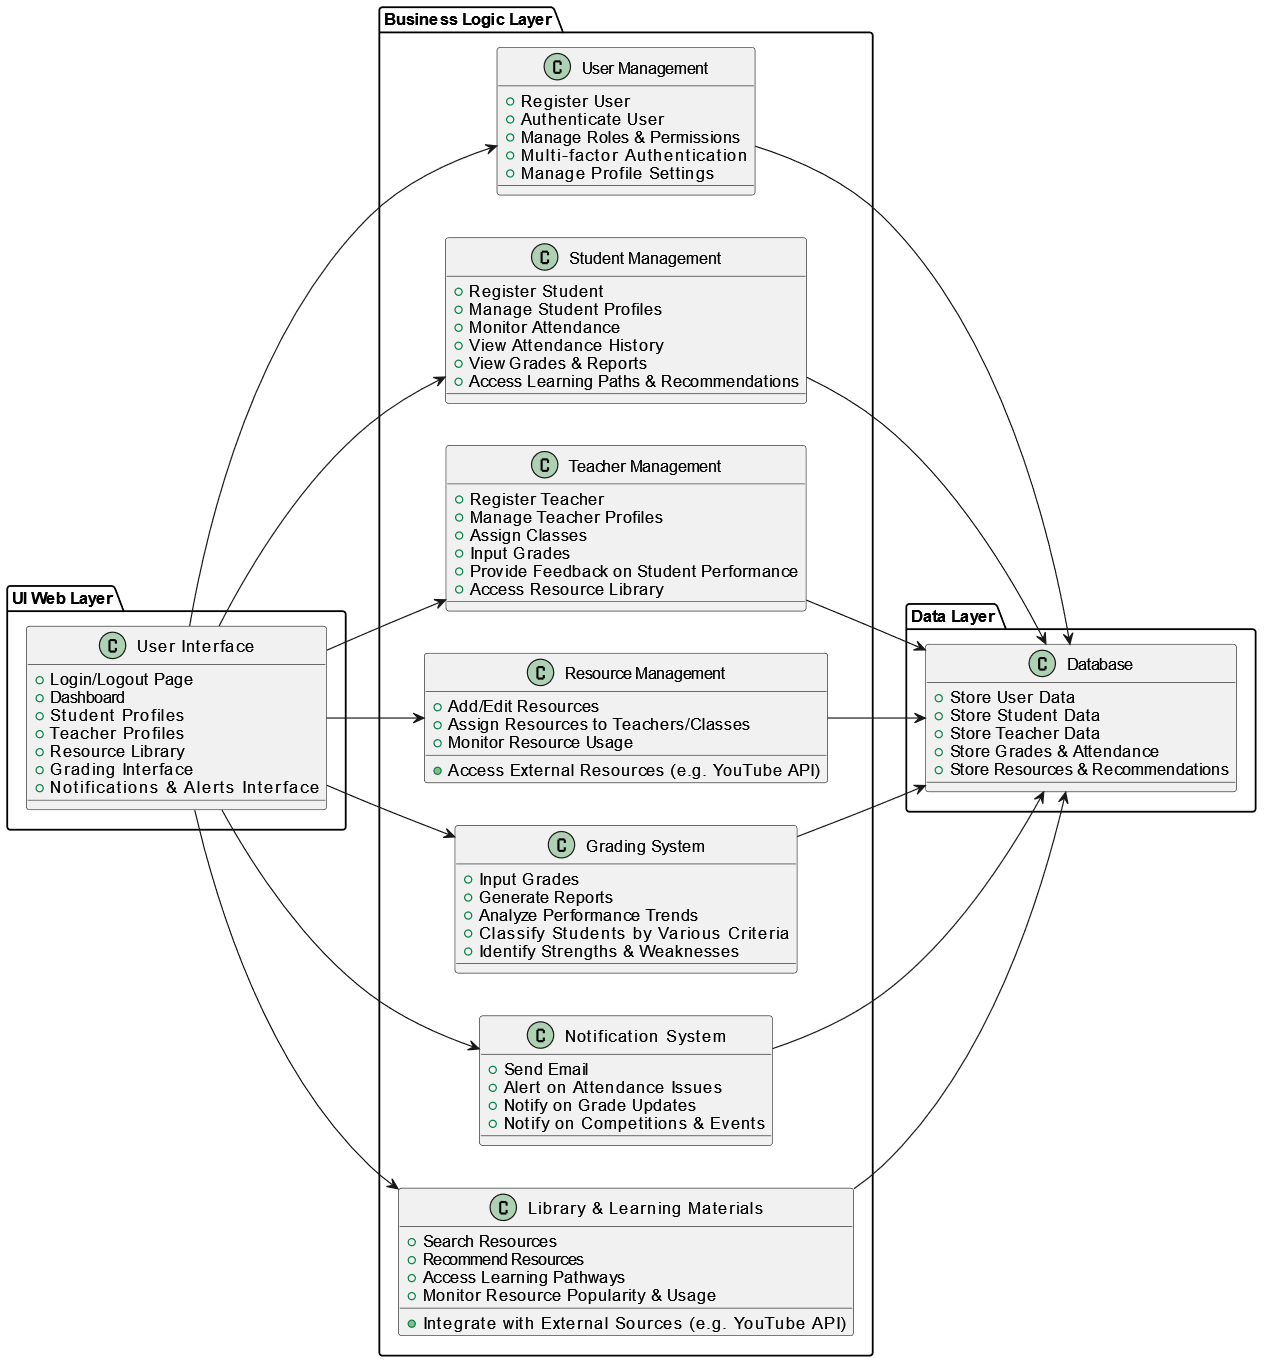 Business Logic Layer
C User Management
Register User
Authenticate User
Manage Roles & Permissions
Multi-factor Authentication
Manage Profile Settings
C Student Management
Register Student
Manage Student Profiles
Monitor Attendance
View Attendance History
View Grades & Reports
Access Learning Paths & Recommendations
C Teacher Management
Register Teacher
Manage Teacher Profiles
Assign Classes
Input Grades
Provide Feedback on Student Performance
Access Resource Library
UI Web Layer
C User Interface
Login/Logout Page
Dashboard
Student Profiles
Teacher Profiles
Resource Library
Grading Interface
Notifications & Alerts Interface
C Resource Management
Add/Edit Resources
Assign Resources to Teachers/Classes
Monitor Resource Usage
Access External Resources (e.g. YouTube API)
Data Layer
C Database
Store User Data
Store Student Data
Store Teacher Data
Store Grades & Attendance
Store Resources & Recommendations
C Grading System
Input Grades
Generate Reports
Analyze Performance Trends
Classify Students by Various Criteria
Identify Strengths & Weaknesses
C Notification System
Send Email
Alert on Attendance Issues
Notify on Grade Updates
Notify on Competitions & Events
C Library & Learning Materials
Search Resources
Recommend Resources
Access Learning Pathways
Monitor Resource Popularity & Usage
Integrate with External Sources (e.g. YouTube API)